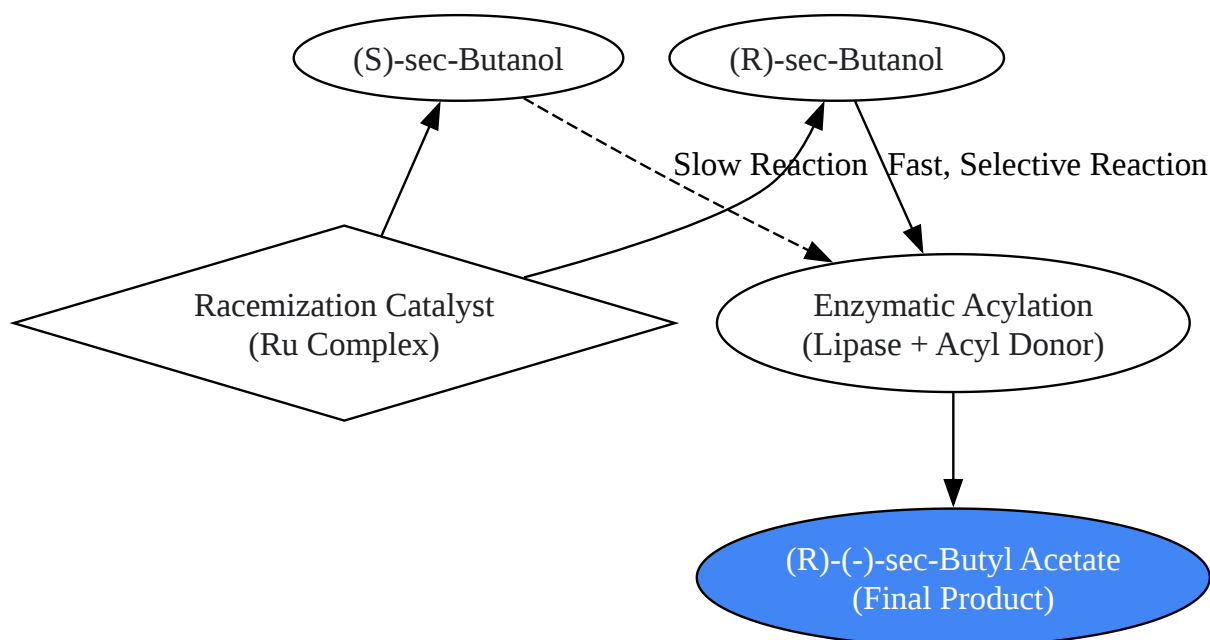 (S)-sec-Butanol
(R)-sec-Butanol
Slow Reaction
Fast, Selective Reaction
Racemization Catalyst
(Ru Complex)
Enzymatic Acylation
(Lipase + Acyl Donor)
(R)-(-)-sec-Butyl Acetate
(Final Product)